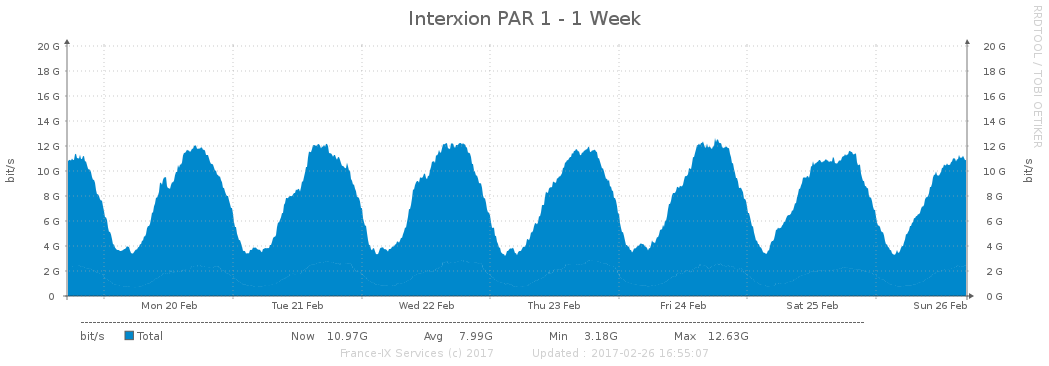 Interxion PAR 1 - 1 Week
RRDTOOL / TOBI OETIKER
bit/s
bit/s
20 G 20 G
18 G 18 G
16 G 16 G
14 G 14 G
12 G 12 G
10 G 10 G
8 G 8 G
6 G 6 G
4 G 4 G
2 G 2 G
0 0 G
Mon 20 Feb Tue 21 Feb Wed 22 Feb Thu 23 Feb Fri 24 Feb Sat 25 Feb Sun 26 Feb
bit/s Total Now 10.97G Avg 7.99G Min 3.18G Max 12.63G
France-IX Services (c) 2017 Updated : 2017-02-26 16:55:07